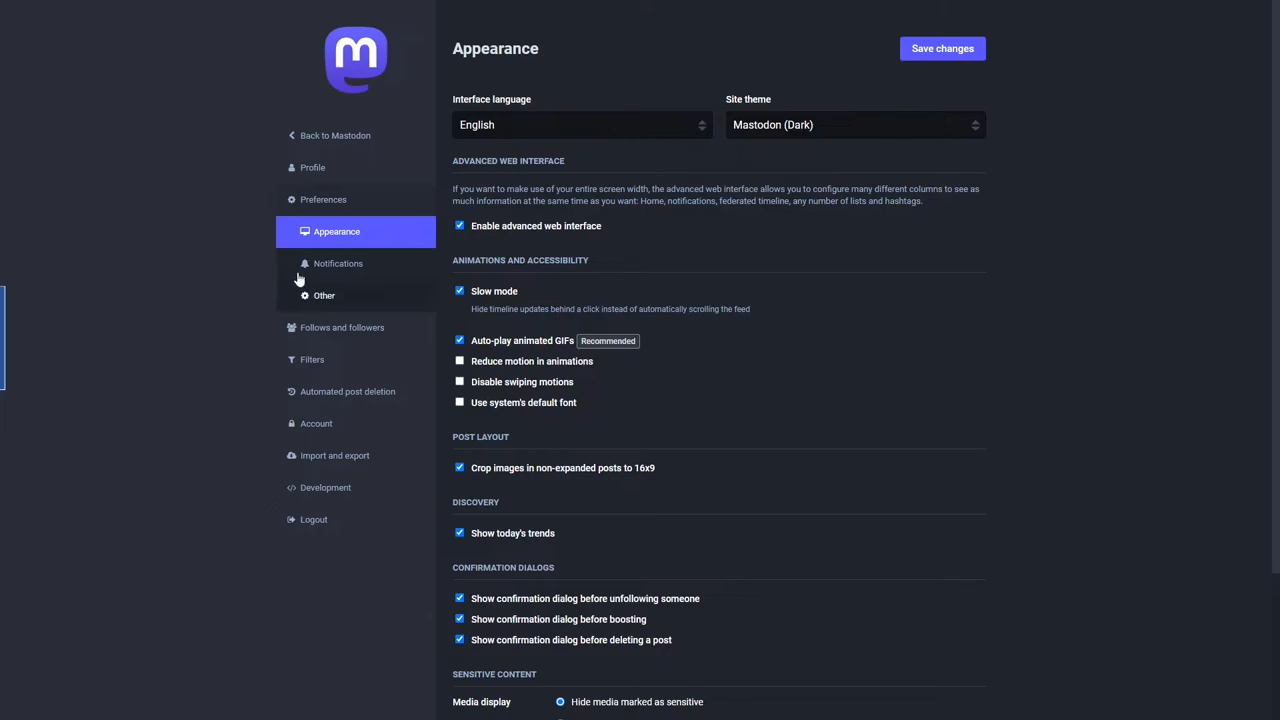 Back to Mastodon
Profile
Preferences
Appearance
Notifications
Other
Follows and followers
Filters
Automated post deletion
Account
Import and export
Development
Logout
Appearance
Save changes
Interface language
Site theme
English
Mastodon (Dark)
ADVANCED WEB INTERFACE
If you want to make use of your entire screen width, the advanced web interface allows you to configure many different columns to see as
much information at the same time as you want: Home, notifications, federated timeline, any number of lists and hashtags.
Enable advanced web interface
ANIMATIONS AND ACCESSIBILITY
Slow mode
Hide timeline updates behind a click instead of automatically scrolling the feed
Auto-play animated GIFs Recommended
Reduce motion in animations
Disable swiping motions
Use system's default font
POST LAYOUT
Crop images in non-expanded posts to 16x9
DISCOVERY
Show today's trends
CONFIRMATION DIALOGS
Show confirmation dialog before unfollowing someone
Show confirmation dialog before boosting
Show confirmation dialog before deleting a post
SENSITIVE CONTENT
Media display
Hide media marked as sensitive